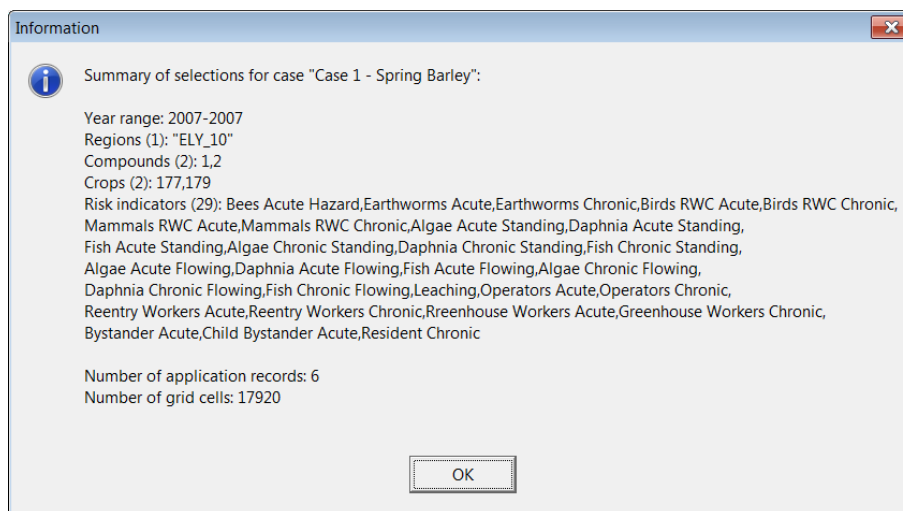 Information
Summary of selections for case "Case 1 - Spring Barley":
Year range: 2007-2007
Regions (1): "ELY_10"
Compounds (2): 1,2
Crops (2): 177,179
Risk indicators (29): Bees Acute Hazard,Earthworms Acute,Earthworms Chronic,Birds RWC Acute,Birds RWC Chronic,
Mammals RWC Acute,Mammals RWC Chronic,Algae Acute Standing,Daphnia Acute Standing,
Fish Acute Standing,Algae Chronic Standing,Daphnia Chronic Standing,Fish Chronic Standing,
Algae Acute Flowing,Daphnia Acute Flowing,Fish Acute Flowing,Algae Chronic Flowing,
Daphnia Chronic Flowing,Fish Chronic Flowing,Leaching,Operators Acute,Operators Chronic,
Reentry Workers Acute,Reentry Workers Chronic,Rreenhouse Workers Acute,Greenhouse Workers Chronic,
Bystander Acute,Child Bystander Acute,Resident Chronic
Number of application records: 6
Number of grid cells: 17920
OK